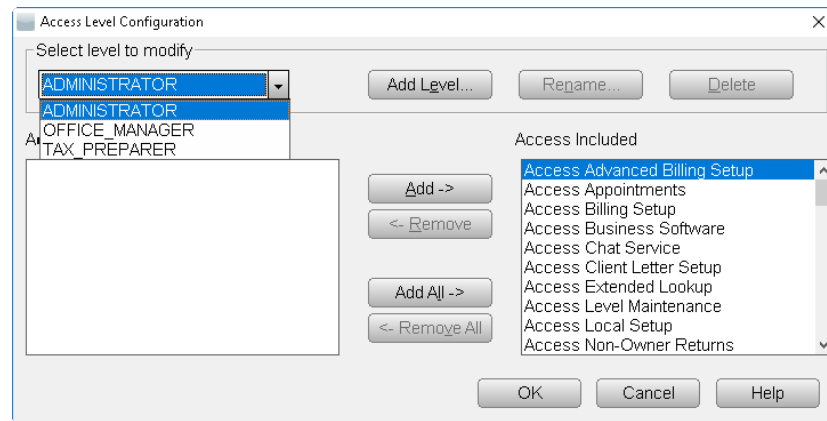 Access Level Configuration
Select level to modify
ADMINISTRATOR
Add Level...
Rename...
Delete
ADMINISTRATOR
OFFICE_MANAGER
TAX_PREPARER
Access Included
Add ->
<- Remove
Add All ->
<- Remove All
Access Advanced Billing Setup
Access Appointments
Access Billing Setup
Access Business Software
Access Chat Service
Access Client Letter Setup
Access Extended Lookup
Access Level Maintenance
Access Local Setup
Access Non-Owner Returns
OK
Cancel
Help